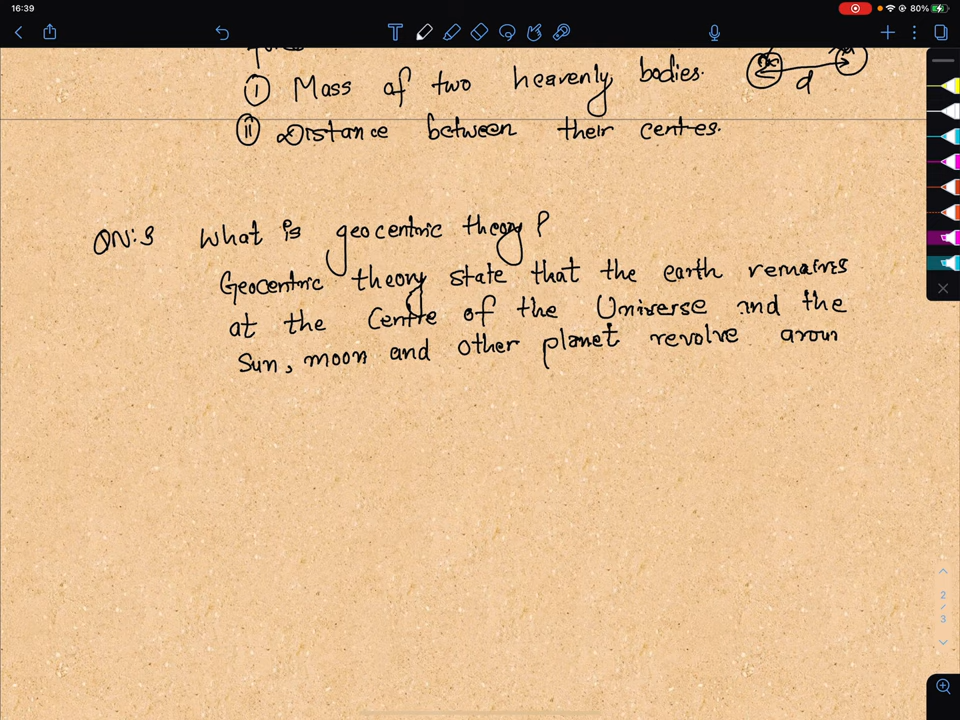 16:39
80%
T
① Mass of two heavenly bodies.
d
② Distance between their centres.
QN:3 What is geocentric theory?
Geocentric theory state that the earth remaires
at the Centre of the Universe and the
Sun, moon and other planet revolve aroun
2
/
3